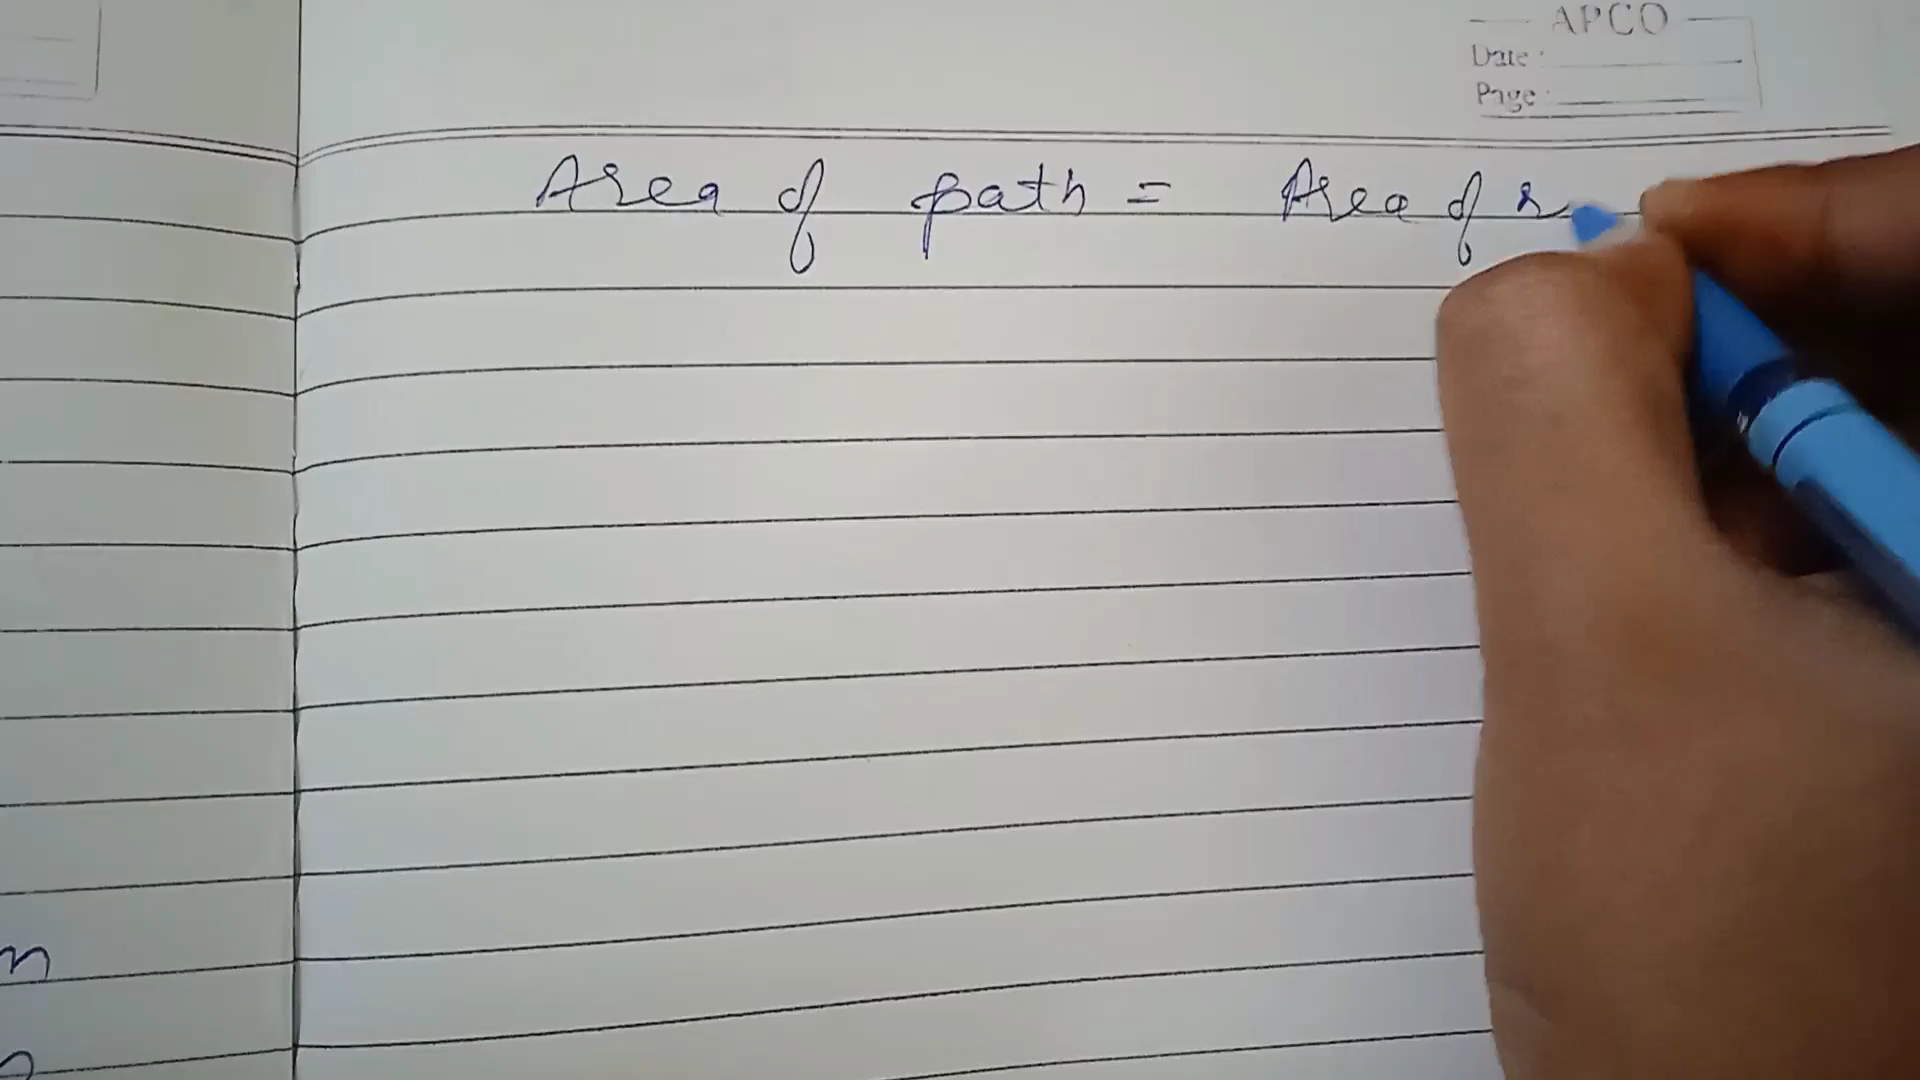 APCO
Date :
Page :
Area of path = Area of r
m